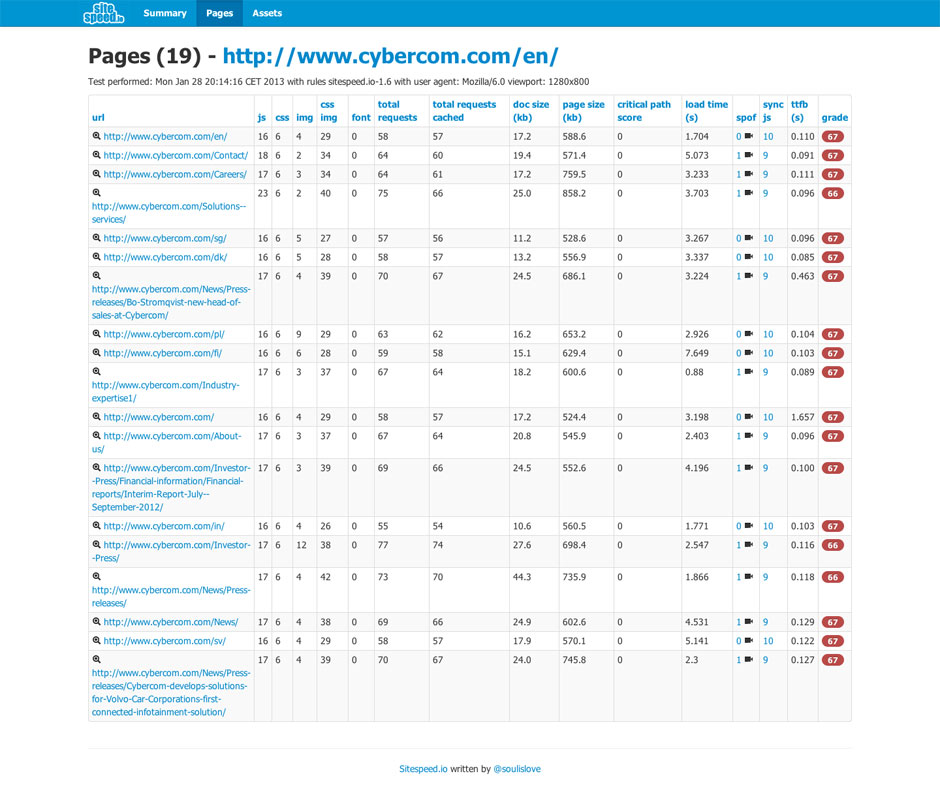 site
speed.io
Summary Pages Assets
Pages (19) - http://www.cybercom.com/en/
Test performed: Mon Jan 28 20:14:16 CET 2013 with rules sitespeed.io-1.6 with user agent: Mozilla/6.0 viewport: 1280x800
url js css img css img font total requests total requests cached doc size (kb) page size (kb) critical path score load time (s) spof sync js ttfb (s) grade
http://www.cybercom.com/en/ 16 6 4 29 0 58 57 17.2 588.6 0 1.704 0 10 0.110 67
http://www.cybercom.com/Contact/ 18 6 2 34 0 64 60 19.4 571.4 0 5.073 1 9 0.091 67
http://www.cybercom.com/Careers/ 17 6 3 34 0 64 61 17.2 759.5 0 3.233 1 9 0.111 67
23 6 2 40 0 75 66 25.0 858.2 0 3.703 1 9 0.096 66
http://www.cybercom.com/Solutions--
services/
http://www.cybercom.com/sg/ 16 6 5 27 0 57 56 11.2 528.6 0 3.267 0 10 0.096 67
http://www.cybercom.com/dk/ 16 6 5 28 0 58 57 13.2 556.9 0 3.337 0 10 0.085 67
17 6 4 39 0 70 67 24.5 686.1 0 3.224 1 9 0.463 67
http://www.cybercom.com/News/Press-
releases/Bo-Stromqvist-new-head-of-
sales-at-Cybercom/
http://www.cybercom.com/pl/ 16 6 9 29 0 63 62 16.2 653.2 0 2.926 0 10 0.104 67
http://www.cybercom.com/fi/ 16 6 6 28 0 59 58 15.1 629.4 0 7.649 0 10 0.103 67
17 6 3 37 0 67 64 18.2 600.6 0 0.88 1 9 0.089 67
http://www.cybercom.com/Industry-
expertise1/
http://www.cybercom.com/ 16 6 4 29 0 58 57 17.2 524.4 0 3.198 0 10 1.657 67
http://www.cybercom.com/About- 17 6 3 37 0 67 64 20.8 545.9 0 2.403 1 9 0.096 67
us/
http://www.cybercom.com/Investor- 17 6 3 39 0 69 66 24.5 552.6 0 4.196 1 9 0.100 67
-Press/Financial-information/Financial-
reports/Interim-Report-July--
September-2012/
http://www.cybercom.com/in/ 16 6 4 26 0 55 54 10.6 560.5 0 1.771 0 10 0.103 67
http://www.cybercom.com/Investor- 17 6 12 38 0 77 74 27.6 698.4 0 2.547 1 9 0.116 66
-Press/
17 6 4 42 0 73 70 44.3 735.9 0 1.866 1 9 0.118 66
http://www.cybercom.com/News/Press-
releases/
http://www.cybercom.com/News/ 17 6 4 38 0 69 66 24.9 602.6 0 4.531 1 9 0.129 67
http://www.cybercom.com/sv/ 16 6 4 29 0 58 57 17.9 570.1 0 5.141 0 10 0.122 67
17 6 4 39 0 70 67 24.0 745.8 0 2.3 1 9 0.127 67
http://www.cybercom.com/News/Press-
releases/Cybercom-develops-solutions-
for-Volvo-Car-Corporations-first-
connected-infotainment-solution/
Sitespeed.io written by @soulislove